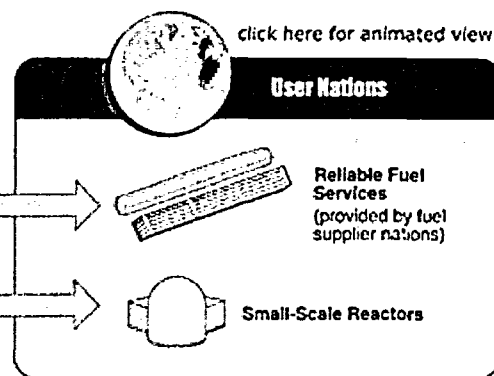 click here for animated view
User Nations
Reliable Fuel
Services
(provided by fuel
supplier nations)
Small-Scale Reactors